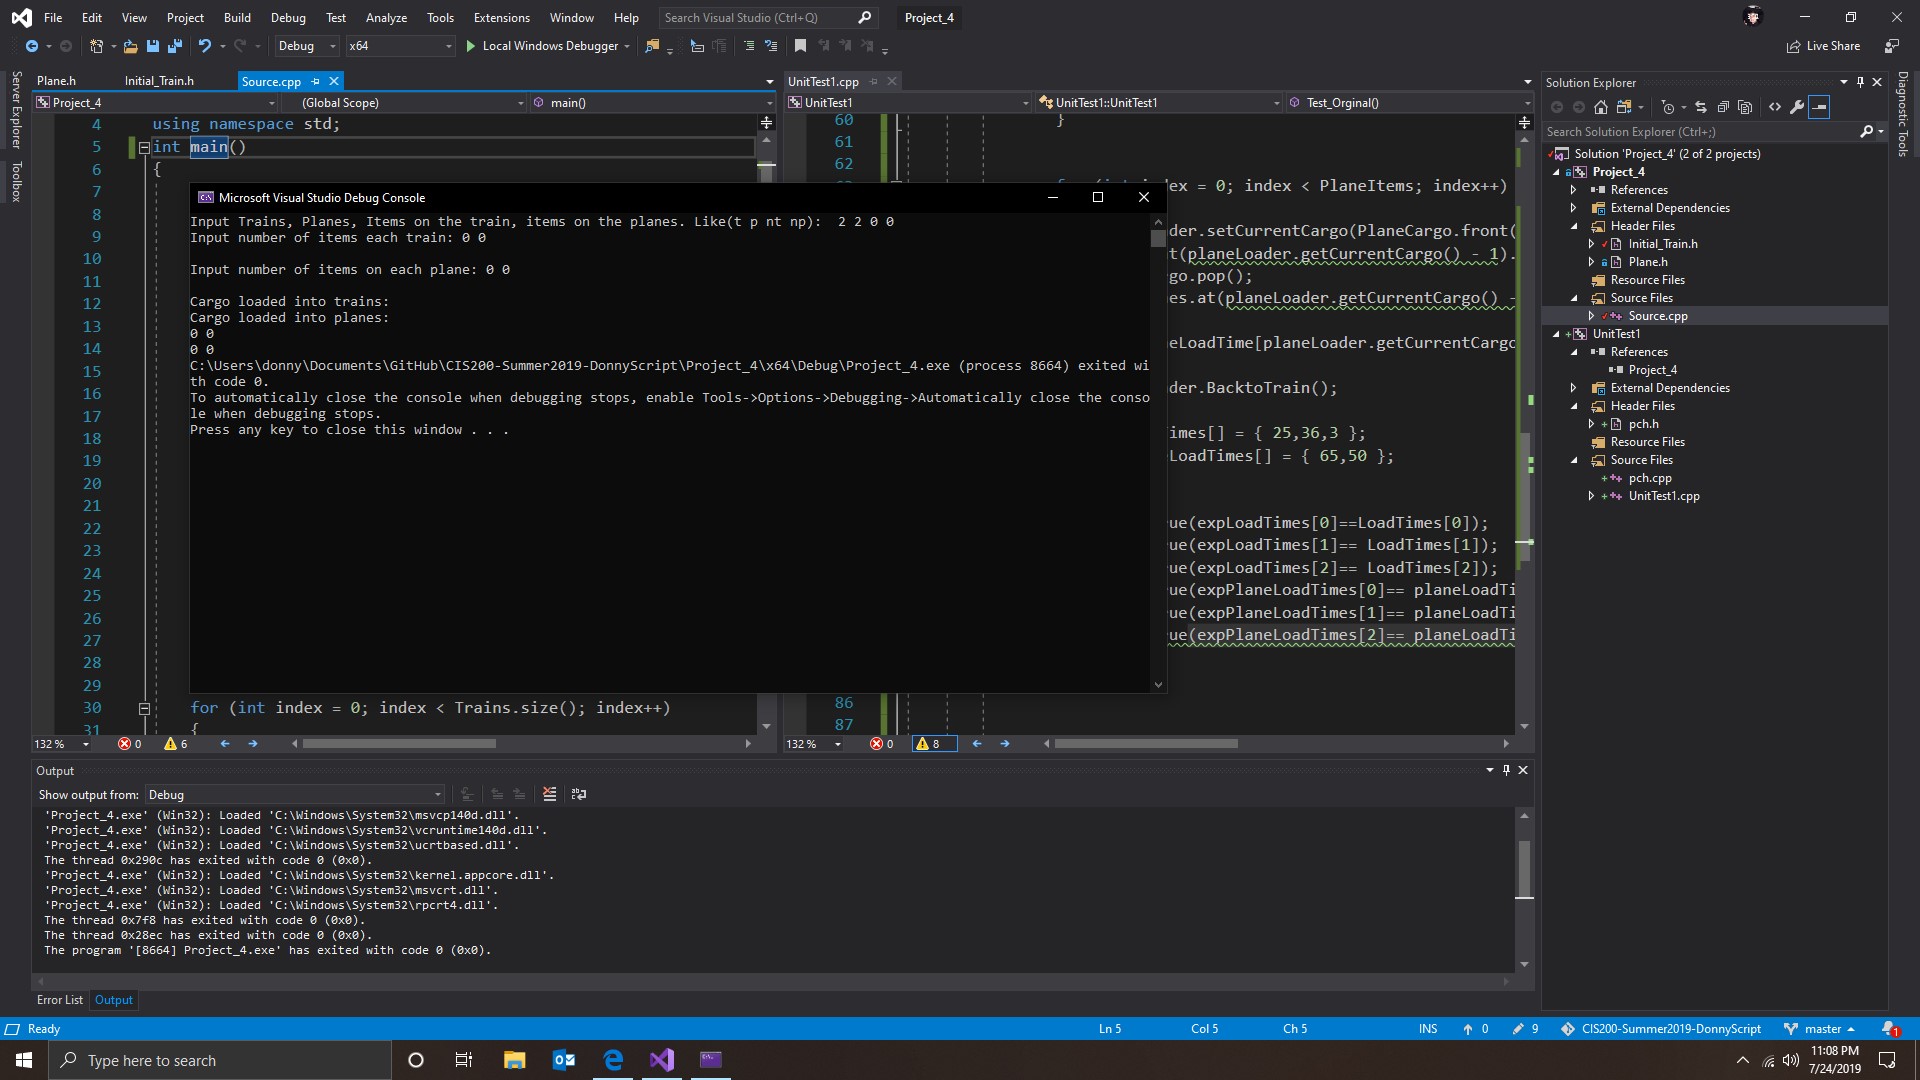 File Edit View Project Build Debug Test Analyze Tools Extensions Window Help Search Visual Studio (Ctrl+Q) Project_4
Debug x64 Local Windows Debugger Live Share
Server Explorer
Toolbox
Plane.h Initial_Train.h Source.cpp
Project_4 (Global Scope) main()
4 using namespace std;
5 int main()
6 {
7
8
9
10
11
12
13
14
15
16
17
18
19
20
21
22
23
24
25
26
27
28
29
30 for (int index = 0; index < Trains.size(); index++)
31 {
132 % 0 6
Microsoft Visual Studio Debug Console
Input Trains, Planes, Items on the train, items on the planes. Like(t p nt np):  2 2 0 0
Input number of items each train: 0 0
Input number of items on each plane: 0 0
Cargo loaded into trains:
Cargo loaded into planes:
0 0
0 0
C:\Users\donny\Documents\GitHub\CIS200-Summer2019-DonnyScript\Project_4\x64\Debug\Project_4.exe (process 8664) exited wi
th code 0.
To automatically close the console when debugging stops, enable Tools->Options->Debugging->Automatically close the conso
le when debugging stops.
Press any key to close this window . . .
UnitTest1.cpp
UnitTest1 UnitTest1::UnitTest1 Test_Orginal()
60 }
61
62
index = 0; index < PlaneItems; index++)
der.setCurrentCargo(PlaneCargo.front(
t(planeLoader.getCurrentCargo() - 1).
go.pop();
es.at(planeLoader.getCurrentCargo() -
eLoadTime[planeLoader.getCurrentCargo
der.BacktoTrain();
imes[] = { 25,36,3 };
LoadTimes[] = { 65,50 };
ue(expLoadTimes[0]==LoadTimes[0]);
ue(expLoadTimes[1]== LoadTimes[1]);
ue(expLoadTimes[2]== LoadTimes[2]);
ue(expPlaneLoadTimes[0]== planeLoadTi
ue(expPlaneLoadTimes[1]== planeLoadTi
ue(expPlaneLoadTimes[2]== planeLoadTi
86
87
132 % 0 8
Output
Show output from: Debug
'Project_4.exe' (Win32): Loaded 'C:\Windows\System32\msvcp140d.dll'.
'Project_4.exe' (Win32): Loaded 'C:\Windows\System32\vcruntime140d.dll'.
'Project_4.exe' (Win32): Loaded 'C:\Windows\System32\ucrtbased.dll'.
The thread 0x290c has exited with code 0 (0x0).
'Project_4.exe' (Win32): Loaded 'C:\Windows\System32\kernel.appcore.dll'.
'Project_4.exe' (Win32): Loaded 'C:\Windows\System32\msvcrt.dll'.
'Project_4.exe' (Win32): Loaded 'C:\Windows\System32\rpcrt4.dll'.
The thread 0x7f8 has exited with code 0 (0x0).
The thread 0x28ec has exited with code 0 (0x0).
The program '[8664] Project_4.exe' has exited with code 0 (0x0).
Error List Output
Solution Explorer
Search Solution Explorer (Ctrl+;)
Solution 'Project_4' (2 of 2 projects)
Project_4
References
External Dependencies
Header Files
Initial_Train.h
Plane.h
Resource Files
Source Files
Source.cpp
UnitTest1
References
Project_4
External Dependencies
Header Files
pch.h
Resource Files
Source Files
pch.cpp
UnitTest1.cpp
Diagnostic Tools
Ready Ln 5 Col 5 Ch 5 INS 0 9 CIS200-Summer2019-DonnyScript master 1
Type here to search
11:08 PM
7/24/2019